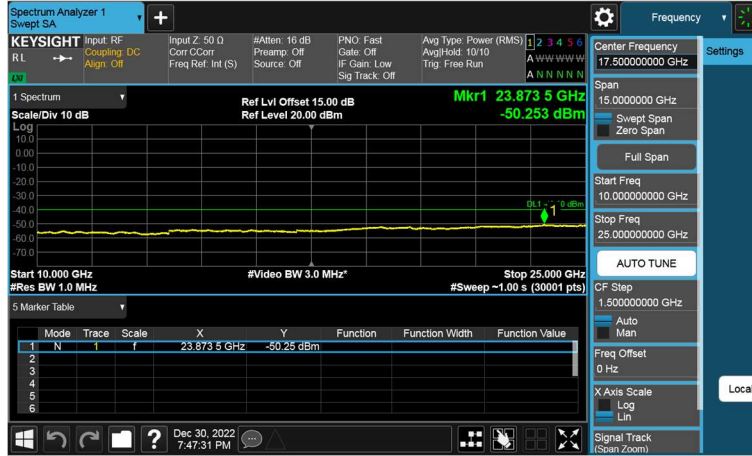 Spectrum Analyzer 1
Swept SA
Frequency
KEYSIGHT
RL
LXI
Input: RF
Coupling: DC
Align: Off
Input Z: 50 Ω
Corr CCorr
Freq Ref: Int (S)
#Atten: 16 dB
Preamp: Off
Source: Off
PNO: Fast
Gate: Off
IF Gain: Low
Sig Track: Off
Avg Type: Power (RMS)
Avg|Hold: 10/10
Trig: Free Run
1 2 3 4 5 6
A W W W W W
A N N N N N
1 Spectrum
Scale/Div 10 dB
Ref Lvl Offset 15.00 dB
Ref Level 20.00 dBm
Mkr1 23.873 5 GHz
-50.253 dBm
Log
10.0
0.00
-10.0
-20.0
-30.0
-40.0
-50.0
-60.0
-70.0
1
Start 10.000 GHz
#Res BW 1.0 MHz
#Video BW 3.0 MHz*
Stop 25.000 GHz
#Sweep ~1.00 s (30001 pts)
5 Marker Table
Mode Trace Scale X Y Function Function Width Function Value
1 N 1 f 23.873 5 GHz -50.25 dBm
2
3
4
5
6
Dec 30, 2022
7:47:31 PM
Center Frequency
17.500000000 GHz
Settings
Span
15.0000000 GHz
Swept Span
Zero Span
Full Span
Start Freq
10.000000000 GHz
Stop Freq
25.000000000 GHz
AUTO TUNE
CF Step
1.500000000 GHz
Auto
Man
Freq Offset
0 Hz
X Axis Scale
Log
Lin
Local
Signal Track
(Span Zoom)